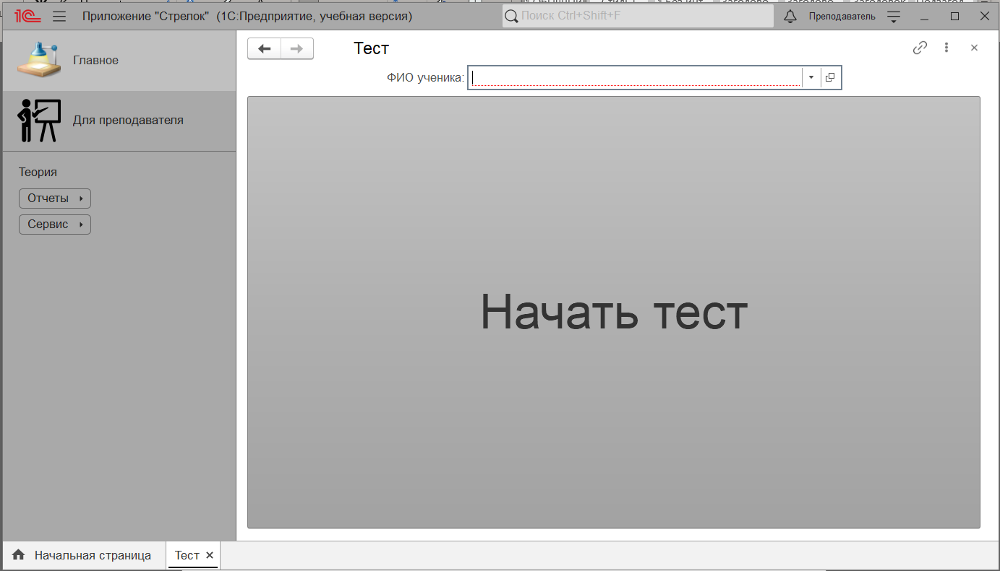 1С Приложение "Стрелок" (1С:Предприятие, учебная версия) Поиск Ctrl+Shift+F Преподаватель
Главное
Для преподавателя
Теория
Отчеты
Сервис
Тест
ФИО ученика:
Начать тест
Начальная страница
Тест